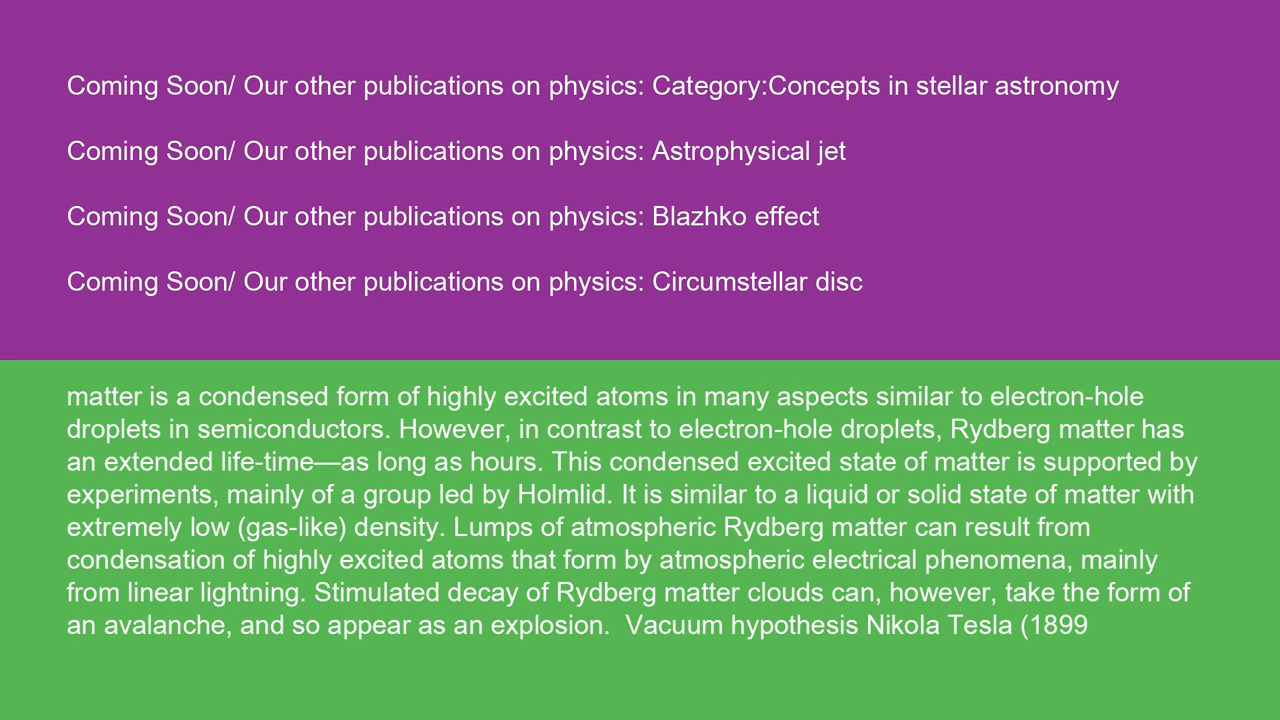 Coming Soon/ Our other publications on physics: Category:Concepts in stellar astronomy
Coming Soon/ Our other publications on physics: Astrophysical jet
Coming Soon/ Our other publications on physics: Blazhko effect
Coming Soon/ Our other publications on physics: Circumstellar disc
matter is a condensed form of highly excited atoms in many aspects similar to electron-hole
droplets in semiconductors. However, in contrast to electron-hole droplets, Rydberg matter has
an extended life-time—as long as hours. This condensed excited state of matter is supported by
experiments, mainly of a group led by Holmlid. It is similar to a liquid or solid state of matter with
extremely low (gas-like) density. Lumps of atmospheric Rydberg matter can result from
condensation of highly excited atoms that form by atmospheric electrical phenomena, mainly
from linear lightning. Stimulated decay of Rydberg matter clouds can, however, take the form of
an avalanche, and so appear as an explosion.  Vacuum hypothesis Nikola Tesla (1899